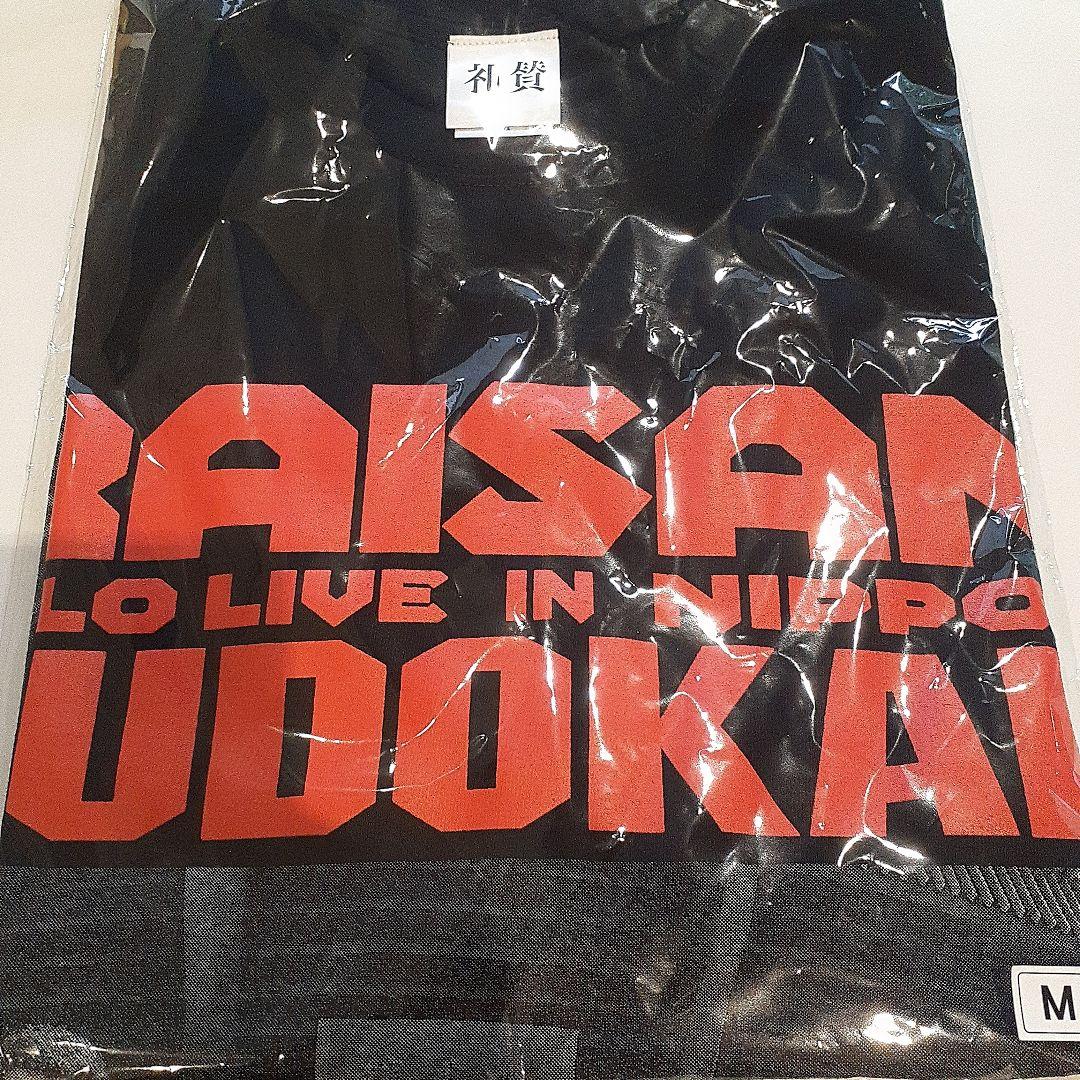 礼賛
RAISAN
LO LIVE IN NIPPO
UDOKAN
M